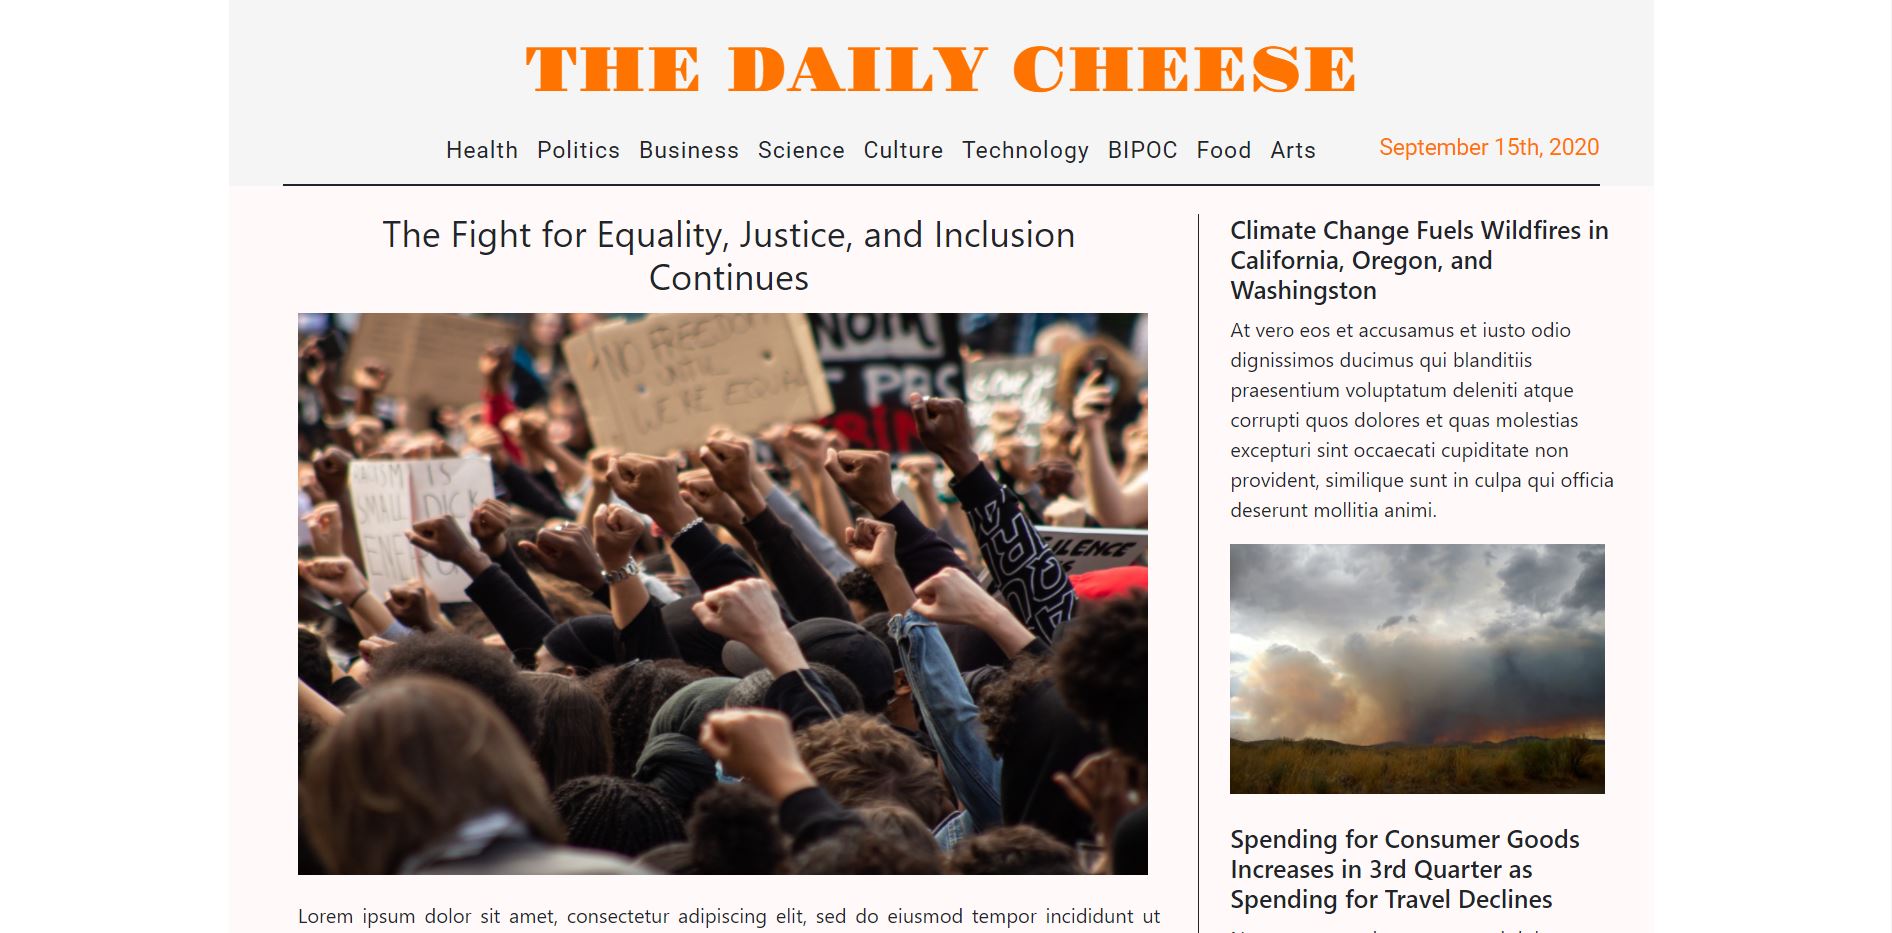 THE DAILY CHEESE
Health Politics Business Science Culture Technology BIPOC Food Arts
September 15th, 2020
The Fight for Equality, Justice, and Inclusion
Continues
NO FREEDOM
UNTIL
WE'RE EQUAL
IS
SMALL DICK
Lorem ipsum dolor sit amet, consectetur adipiscing elit, sed do eiusmod tempor incididunt ut
Climate Change Fuels Wildfires in
California, Oregon, and
Washingston
At vero eos et accusamus et iusto odio
dignissimos ducimus qui blanditiis
praesentium voluptatum deleniti atque
corrupti quos dolores et quas molestias
excepturi sint occaecati cupiditate non
provident, similique sunt in culpa qui officia
deserunt mollitia animi.
Spending for Consumer Goods
Increases in 3rd Quarter as
Spending for Travel Declines